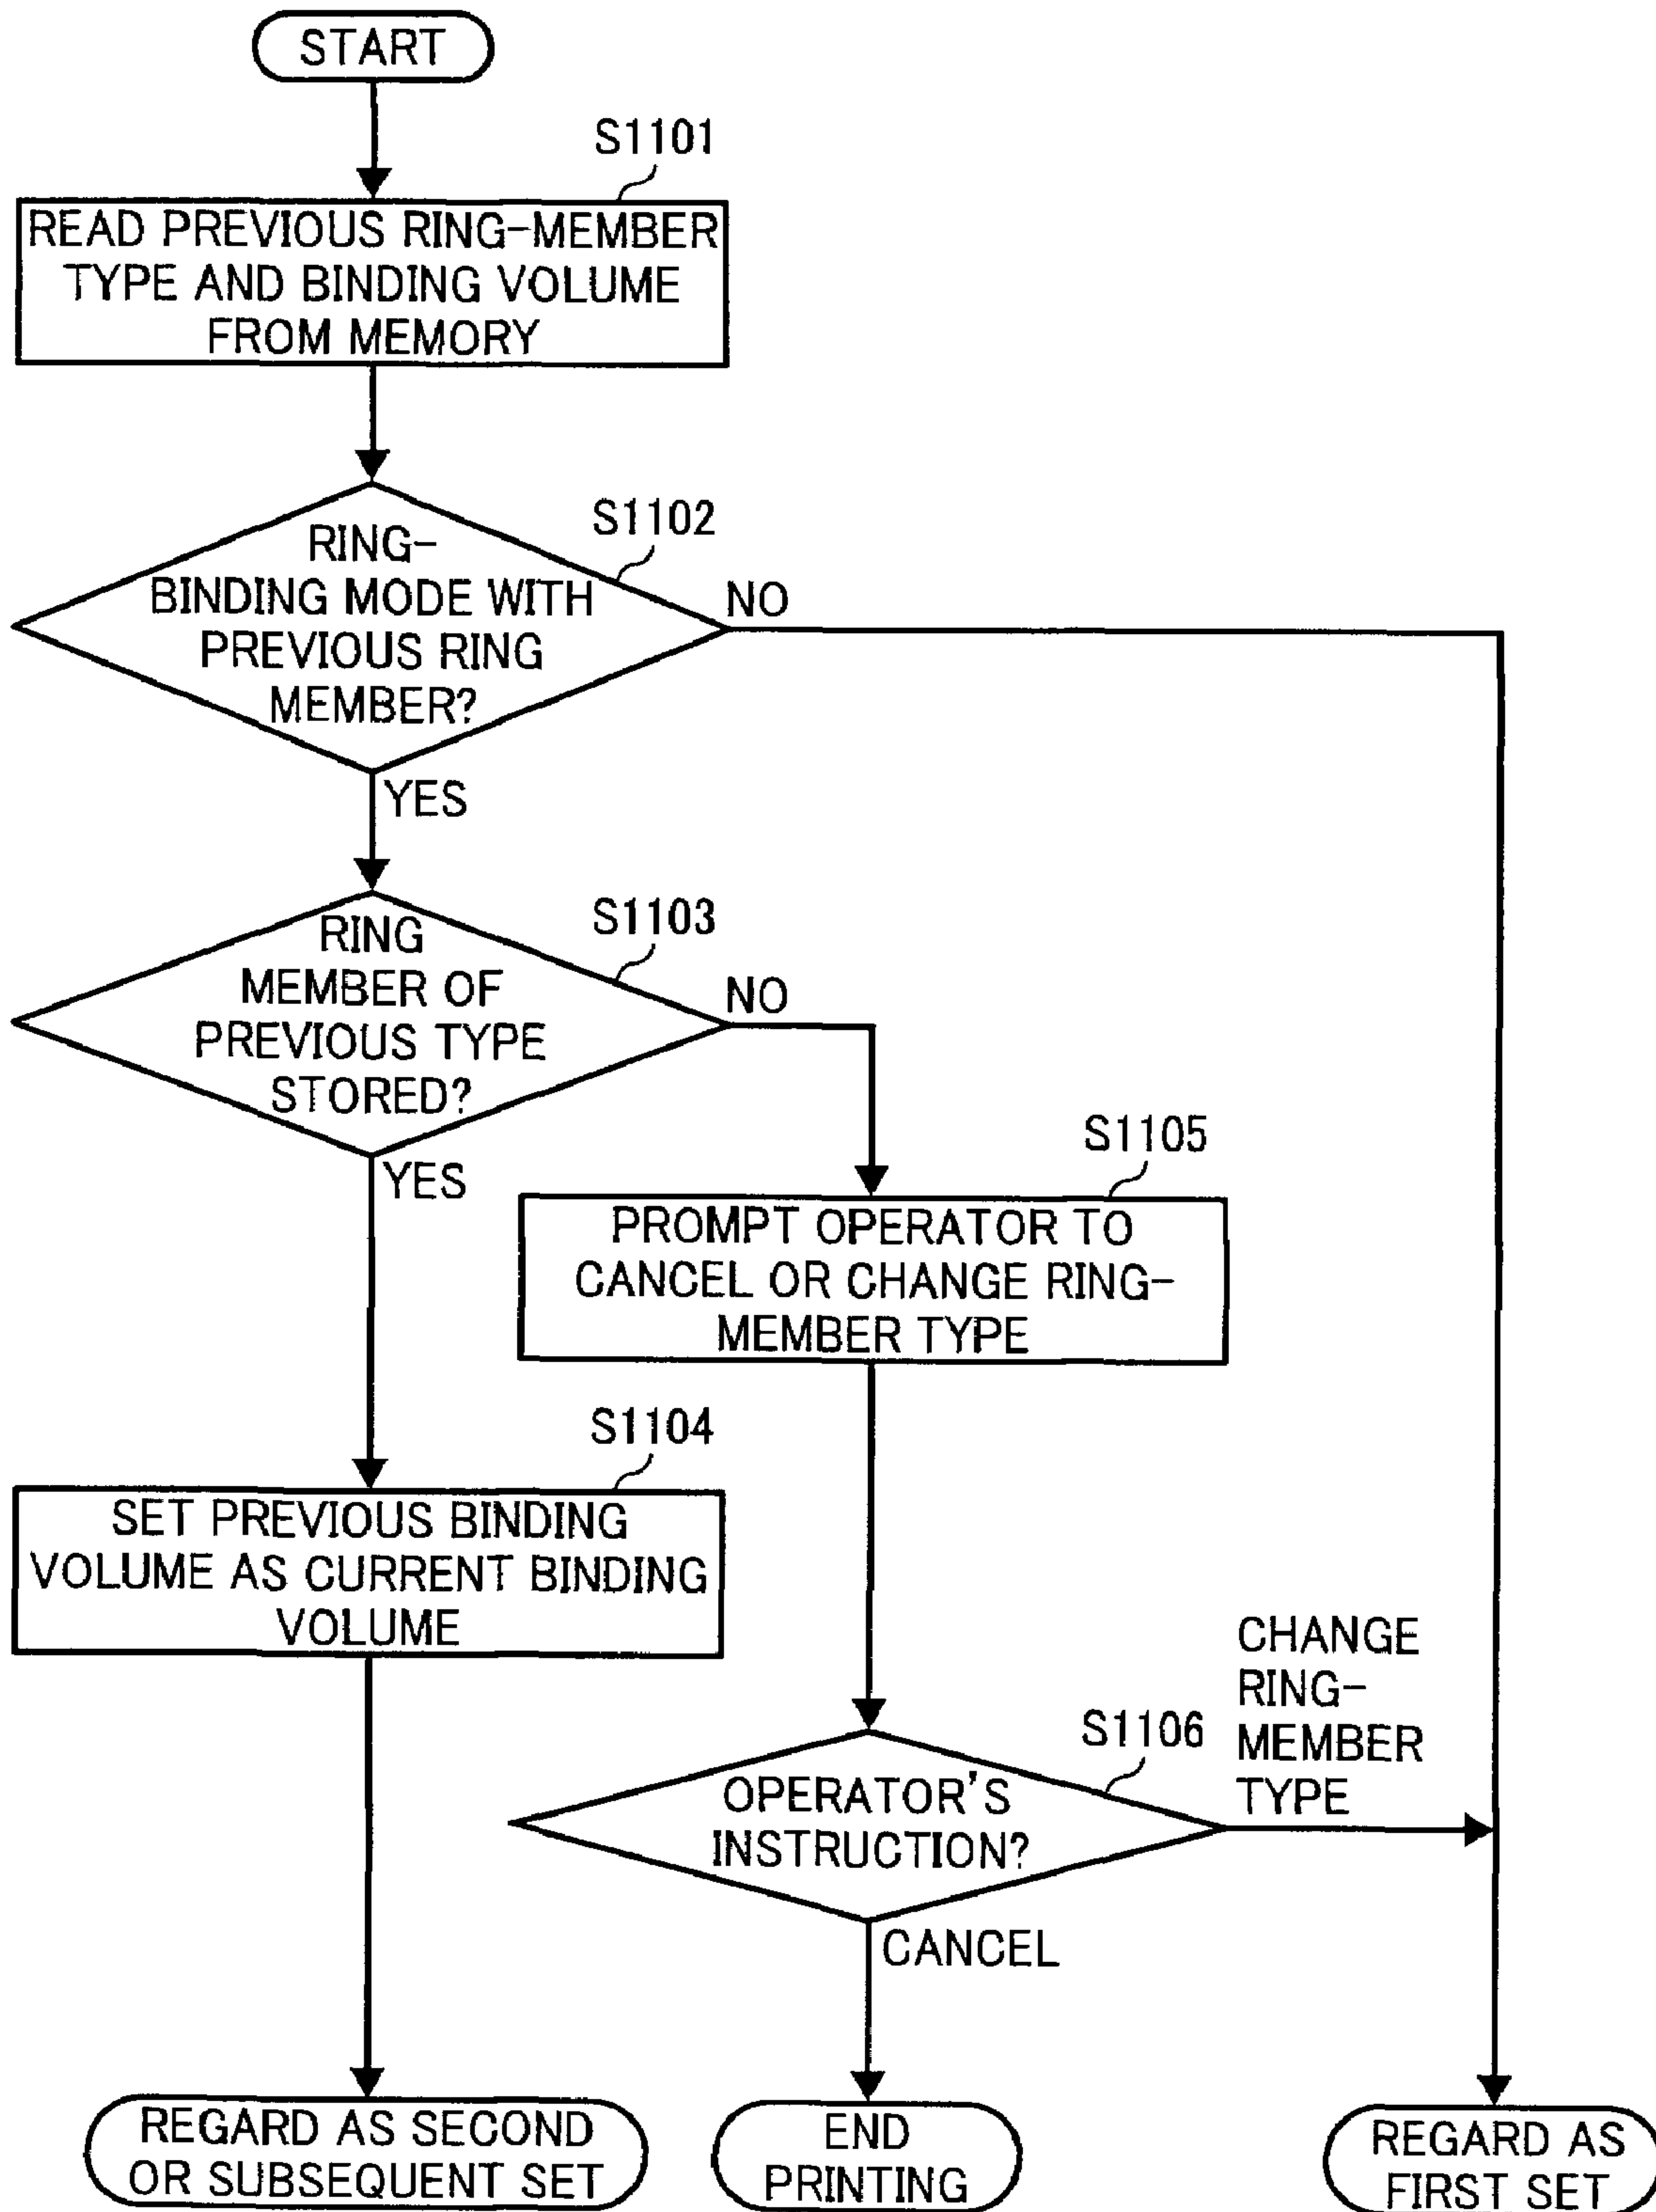 START
S1101
READ PREVIOUS RING-MEMBER
TYPE AND BINDING VOLUME
FROM MEMORY
S1102
RING-
BINDING MODE WITH
PREVIOUS RING
MEMBER?
NO
YES
S1103
RING
MEMBER OF
PREVIOUS TYPE
STORED?
NO
YES
S1105
PROMPT OPERATOR TO
CANCEL OR CHANGE RING-
MEMBER TYPE
S1104
SET PREVIOUS BINDING
VOLUME AS CURRENT BINDING
VOLUME
S1106
OPERATOR'S
INSTRUCTION?
CHANGE
RING-
MEMBER
TYPE
CANCEL
REGARD AS SECOND
OR SUBSEQUENT SET
END
PRINTING
REGARD AS
FIRST SET